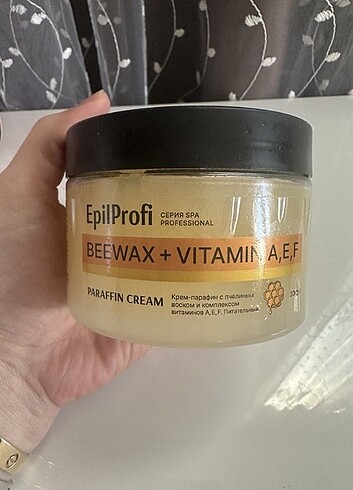 EpilProfi
СЕРИЯ SPA
PROFESSIONAL
BEEWAX + VITAMIN A,E,F
PARAFFIN CREAM
Крем-парафин с пчелиным
воском и комплексом
витаминов A,E,F. Питательный.